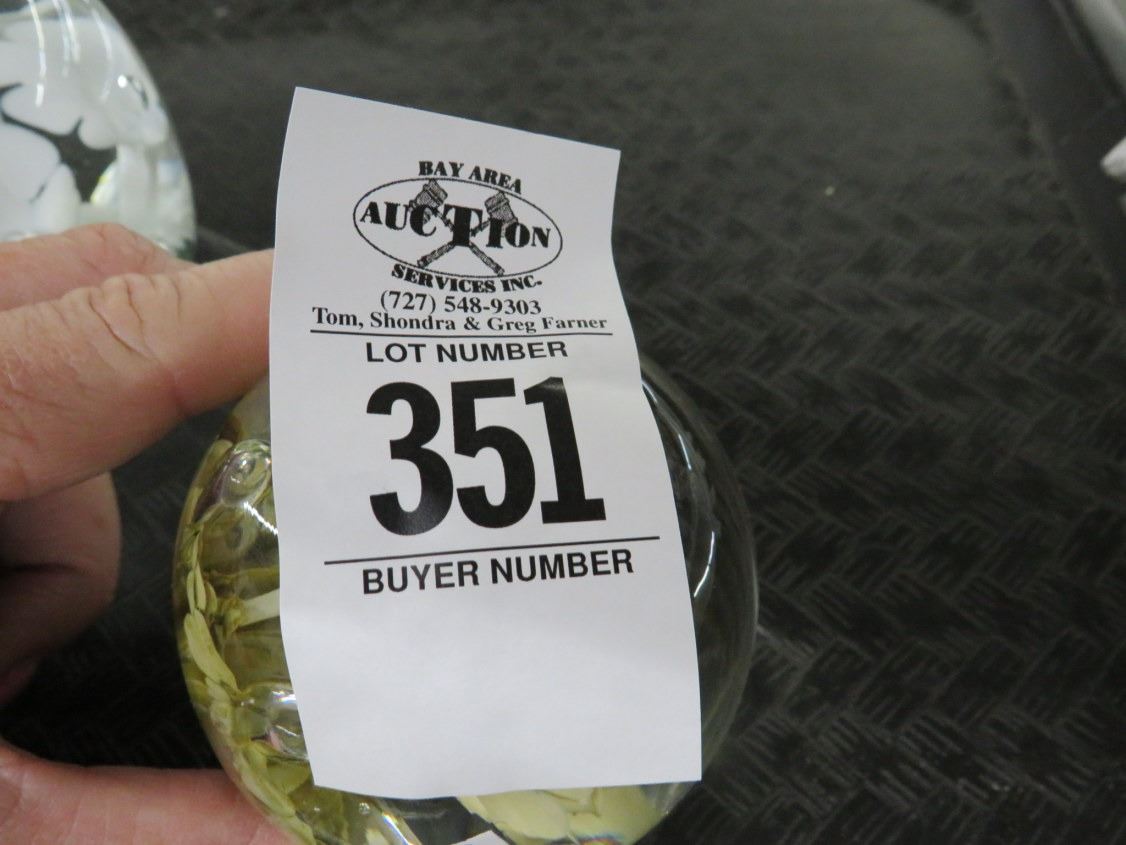 BAY AREA
AUCTION
SERVICES INC.
(727) 548-9303
Tom, Shondra & Greg Farner
LOT NUMBER
351
BUYER NUMBER